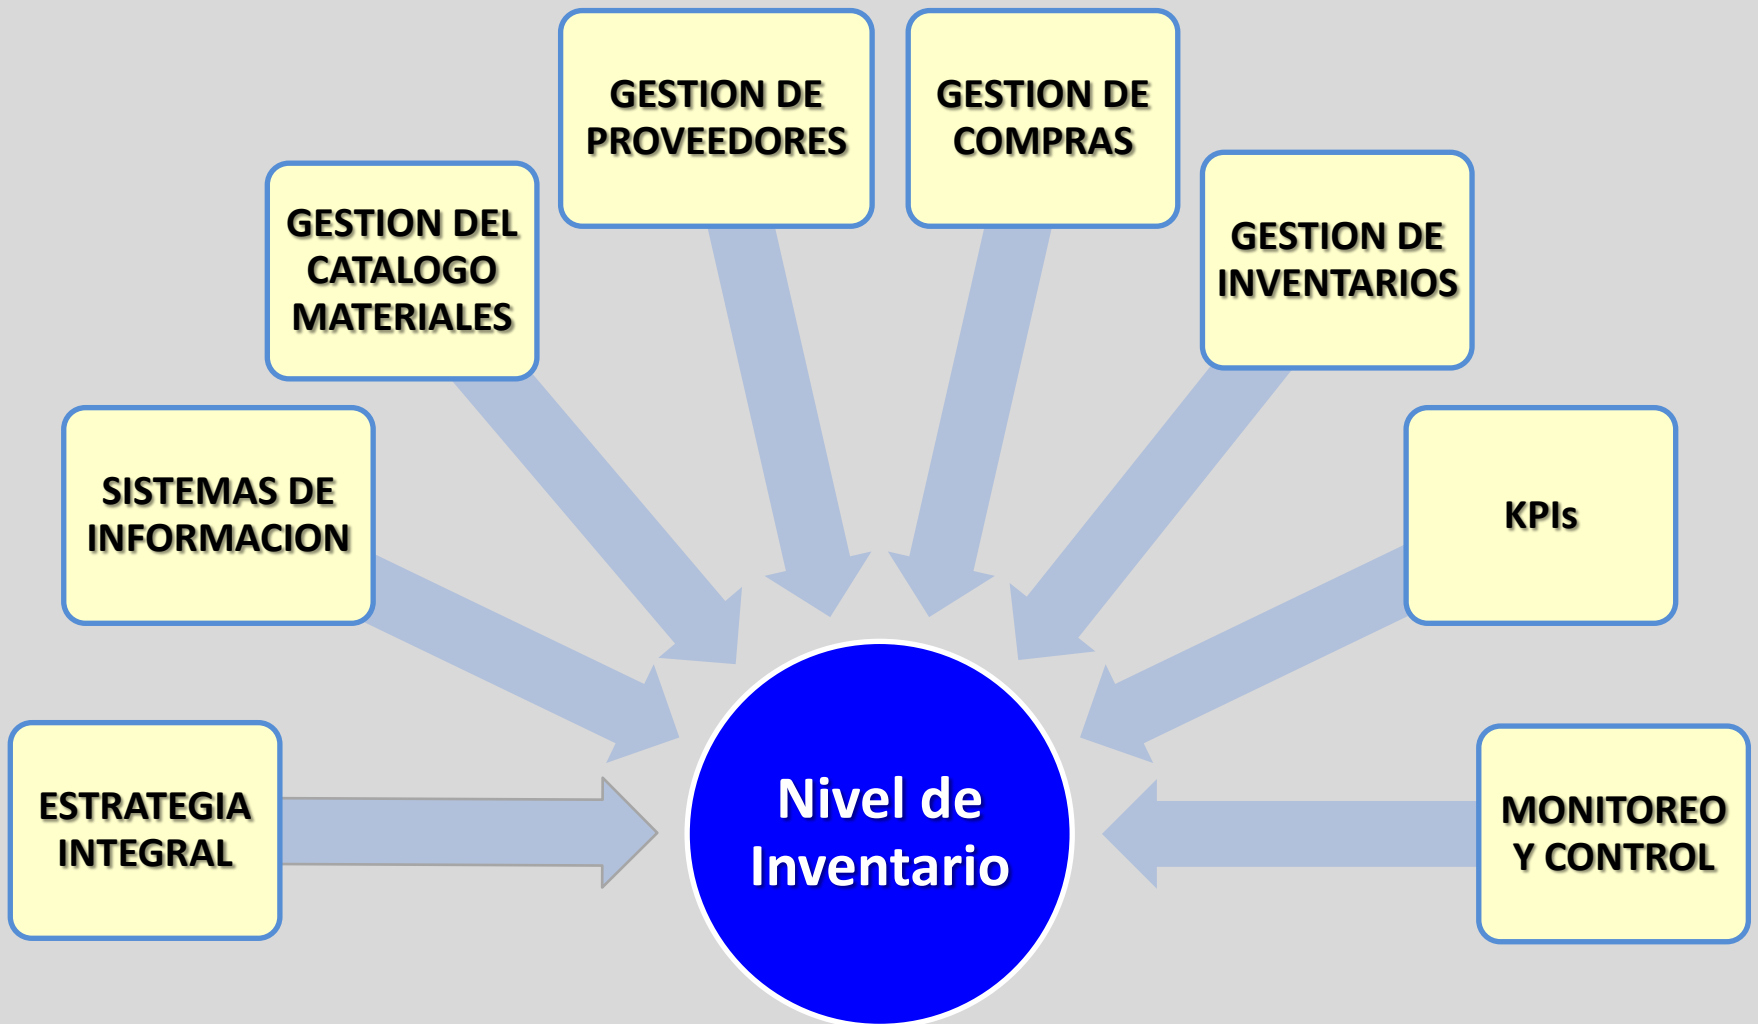 GESTION DE
PROVEEDORES
GESTION DE
COMPRAS
GESTION DEL
CATALOGO
MATERIALES
GESTION DE
INVENTARIOS
SISTEMAS DE
INFORMACION
KPIs
ESTRATEGIA
INTEGRAL
Nivel de
Inventario
MONITOREO
Y CONTROL